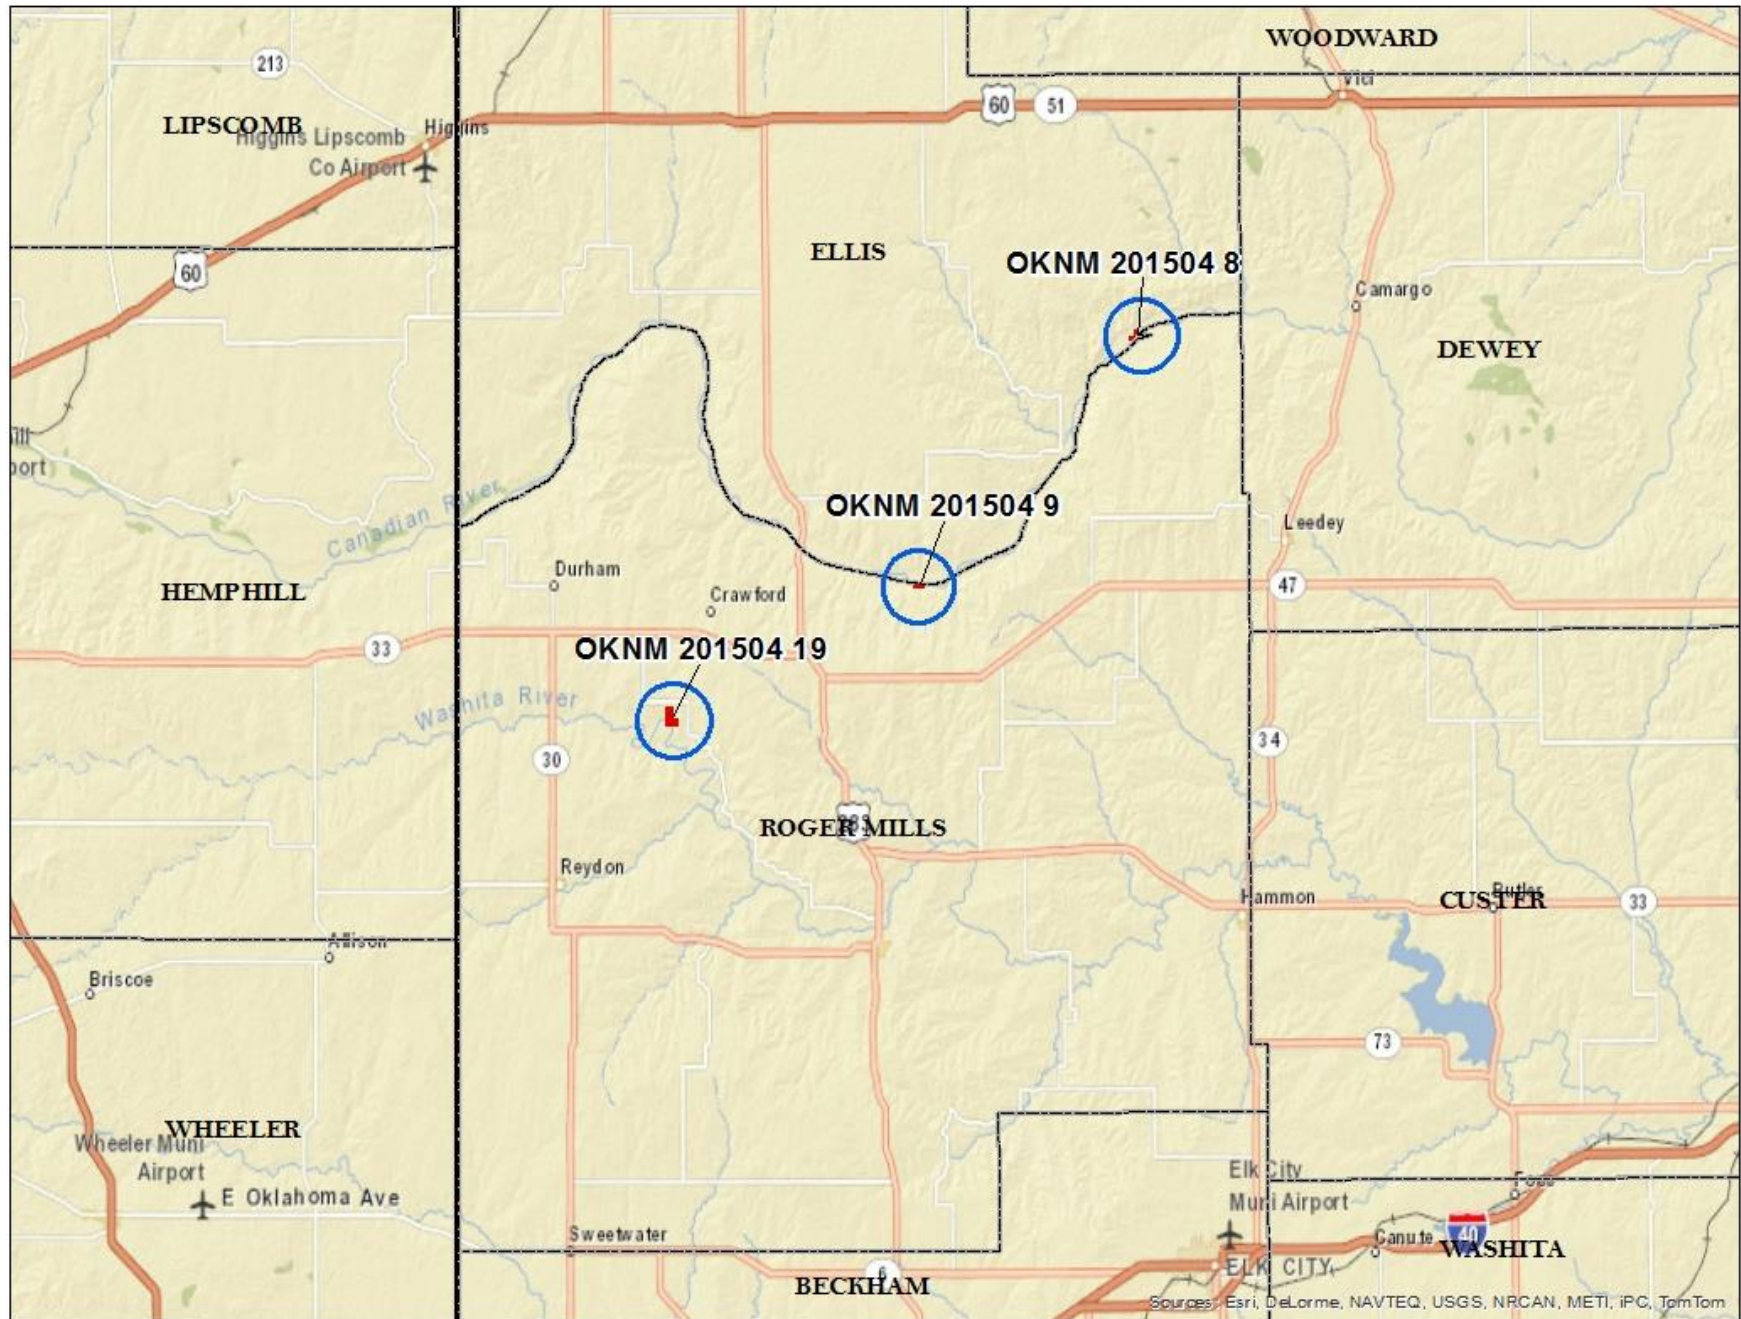 WOODWARD
213
Vici
60
51
LIPSCOMB
Higgins
Higgins Lipscomb
Co Airport
ELLIS
OKNM 201504 8
60
Camargo
DEWEY
Canadian River
OKNM 201504 9
Leedey
Durham
Crawford
47
HEMPHILL
33
OKNM 201504 19
Washita River
30
34
ROGER MILLS
283
Reydon
Hammon
Butler
CUSTER
33
Allison
Briscoe
73
WHEELER
Wheeler Muni
Airport
E Oklahoma Ave
Elk City
Muni Airport
Foss
Sweetwater
Canute
40
WASHITA
6
ELK CITY
BECKHAM
Sources: Esri, DeLorme, NAVTEQ, USGS, NRCAN, METI, iPC, TomTom